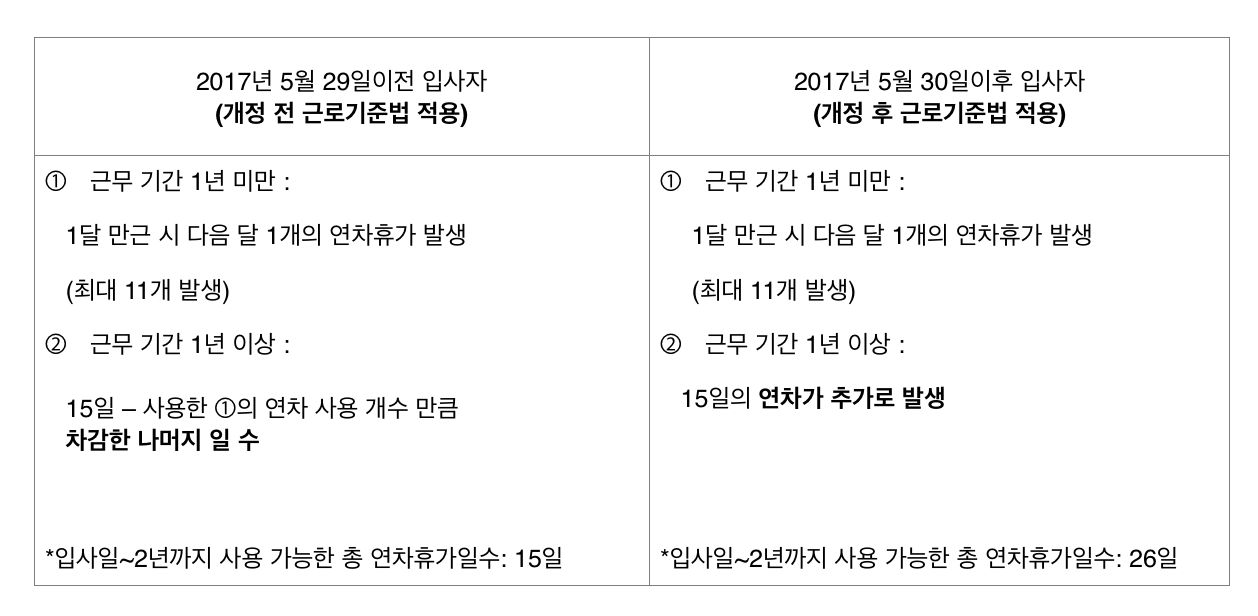 2017년 5월 29일이전 입사자
(개정 전 근로기준법 적용)
2017년 5월 30일이후 입사자
(개정 후 근로기준법 적용)
① 근무 기간 1년 미만 :
1달 만근 시 다음 달 1개의 연차휴가 발생
(최대 11개 발생)
② 근무 기간 1년 이상 :
15일 – 사용한 ①의 연차 사용 개수 만큼
차감한 나머지 일 수
*입사일~2년까지 사용 가능한 총 연차휴가일수: 15일
① 근무 기간 1년 미만 :
1달 만근 시 다음 달 1개의 연차휴가 발생
(최대 11개 발생)
② 근무 기간 1년 이상 :
15일의 연차가 추가로 발생
*입사일~2년까지 사용 가능한 총 연차휴가일수: 26일